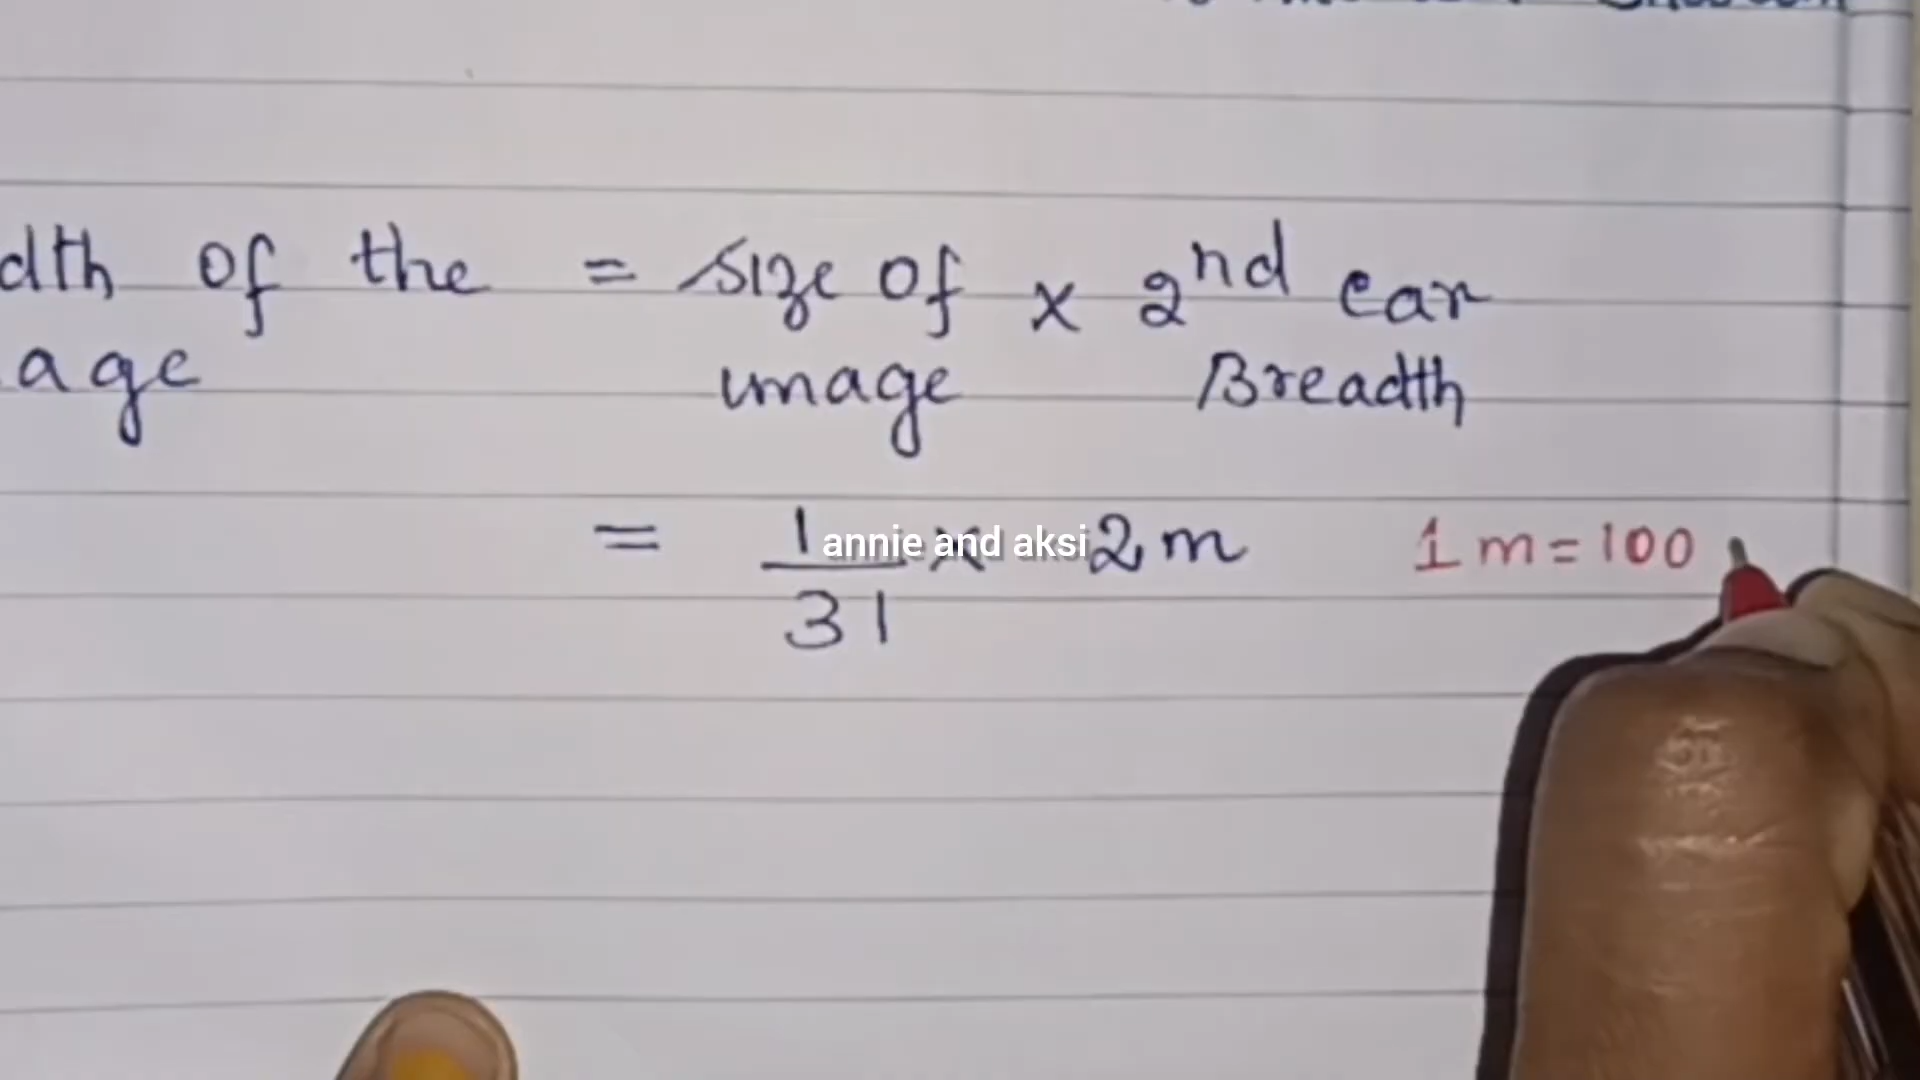 dth of the = size of x 2nd car
age image Breadth
= 1/31 x 2 m 1 m = 100
annie and aksi